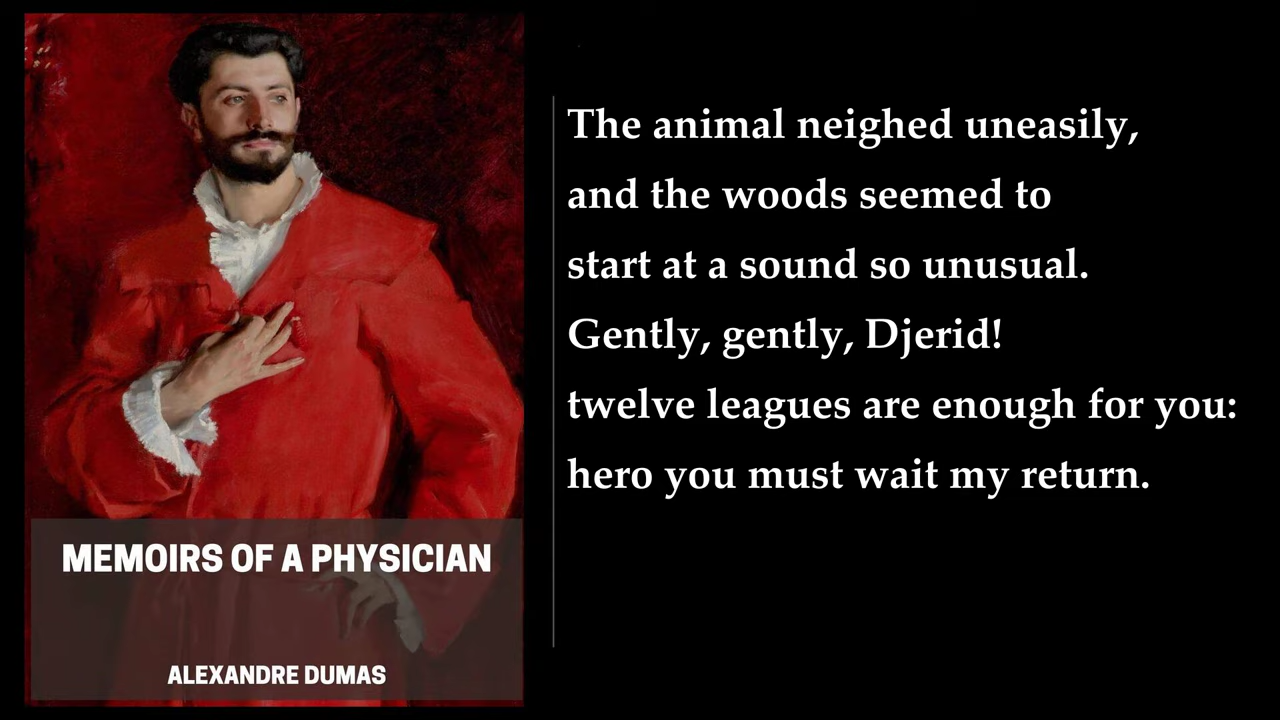 The animal neighed uneasily,
and the woods seemed to
start at a sound so unusual.
Gently, gently, Djerid!
twelve leagues are enough for you:
hero you must wait my return.
MEMOIRS OF A PHYSICIAN
ALEXANDRE DUMAS